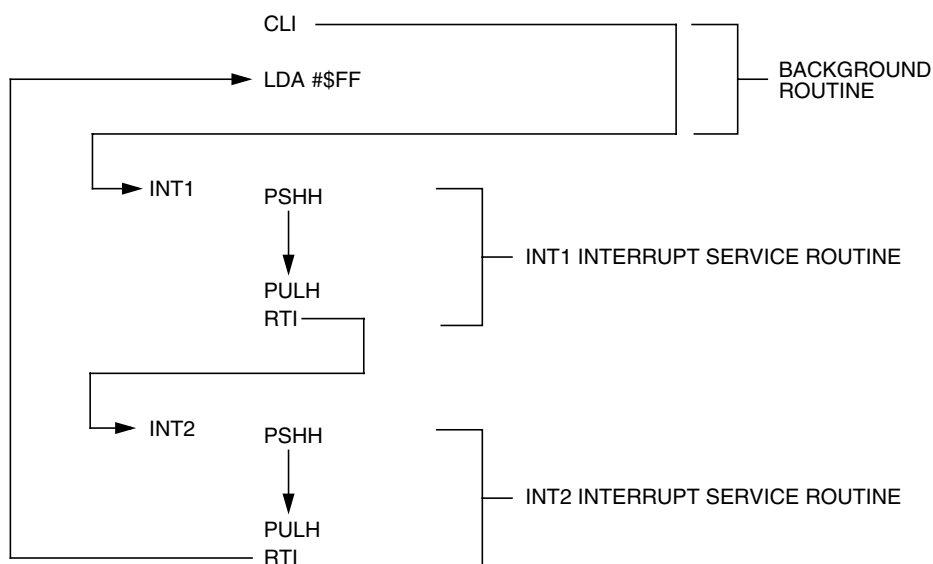 CLI
LDA #$FF
BACKGROUND
ROUTINE
INT1
PSHH
INT1 INTERRUPT SERVICE ROUTINE
PULH
RTI
INT2
PSHH
INT2 INTERRUPT SERVICE ROUTINE
PULH
RTI